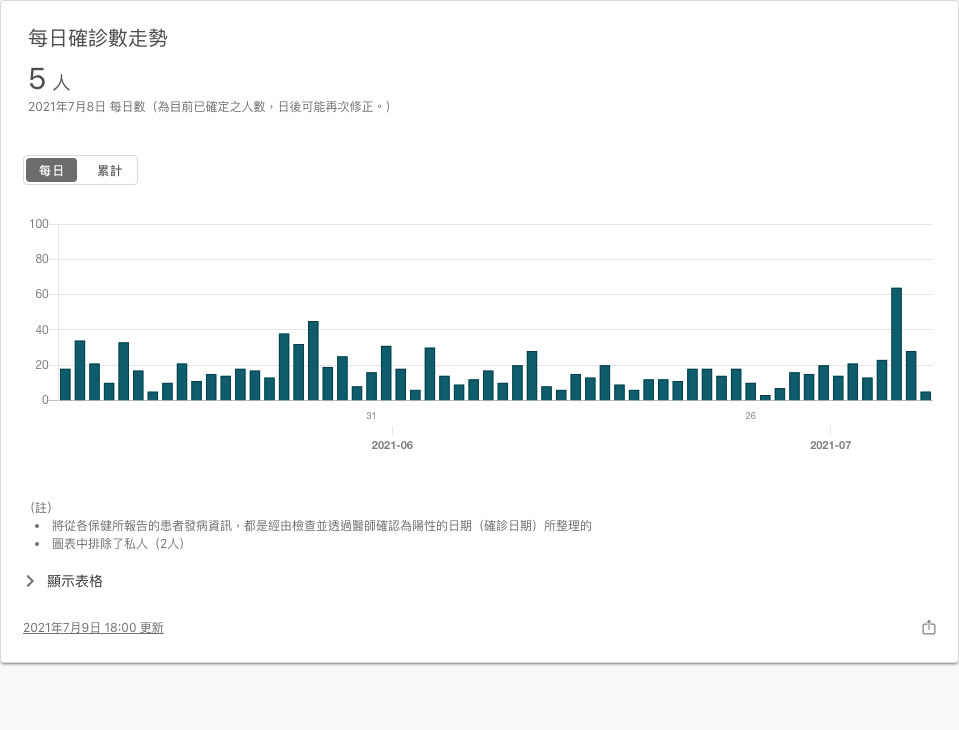 每日確診數走勢
5 人
2021年7月8日 每日數（為目前已確定之人數，日後可能再次修正。）
每日 累計
100
80
60
40
20
0
31 26
2021-06 2021-07
（註）
• 將從各保健所報告的患者發病資訊，都是經由檢查並透過醫師確認為陽性的日期（確診日期）所整理的
• 圖表中排除了私人（2人）
顯示表格
2021年7月9日 18:00 更新